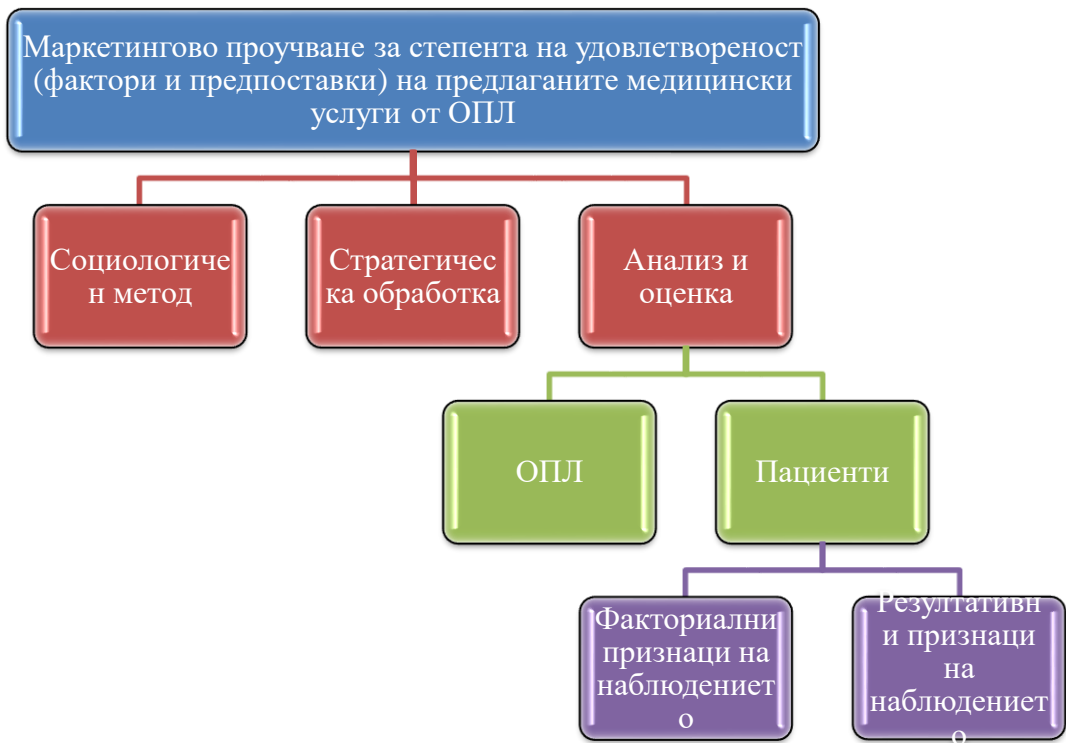 Маркетингово проучване за степента на удовлетвореност
(фактори и предпоставки) на предлаганите медицински
услуги от ОПЛ
Социологиче
н метод
Стратегичес
ка обработка
Анализ и
оценка
ОПЛ
Пациенти
Факториални
признаци на
наблюдениет
о
Резултативн
и признаци
на
наблюдениет
о